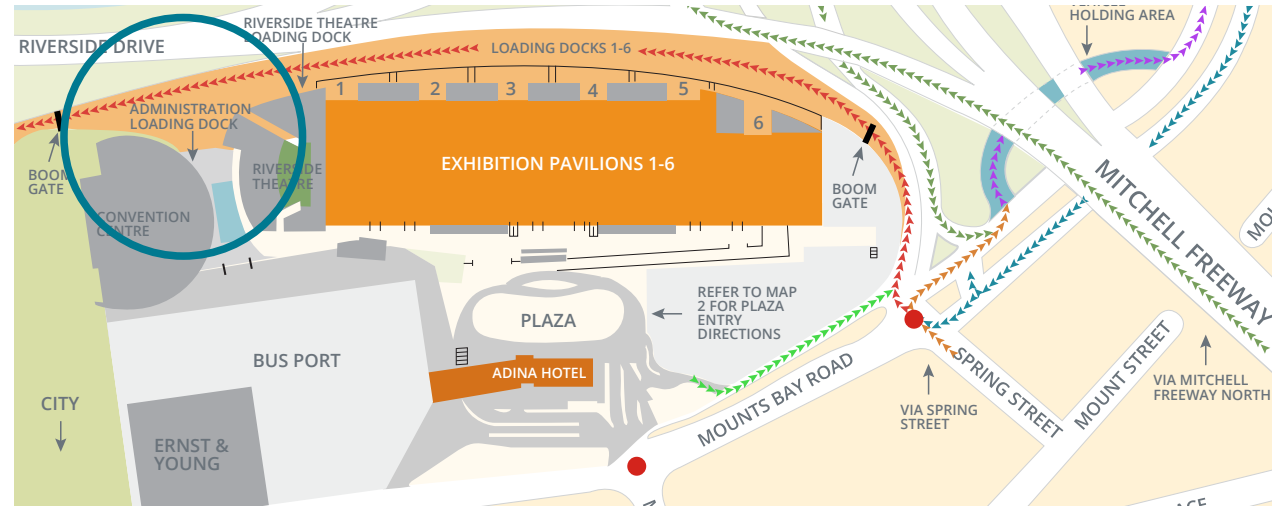 HOLDING AREA
RIVERSIDE THEATRE
LOADING DOCK
RIVERSIDE DRIVE
LOADING DOCKS 1-6
1
2
3
4
5
6
ADMINISTRATION
LOADING DOCK
EXHIBITION PAVILIONS 1-6
RIVERSIDE
THEATRE
BOOM
GATE
BOOM
GATE
CONVENTION
CENTRE
MITCHELL FREEWAY
REFER TO MAP
2 FOR PLAZA
ENTRY
DIRECTIONS
PLAZA
BUS PORT
ADINA HOTEL
CITY
ERNST &
YOUNG
MOUNTS BAY ROAD
SPRING STREET
MOUNT STREET
VIA SPRING
STREET
VIA MITCHELL
FREEWAY NORTH